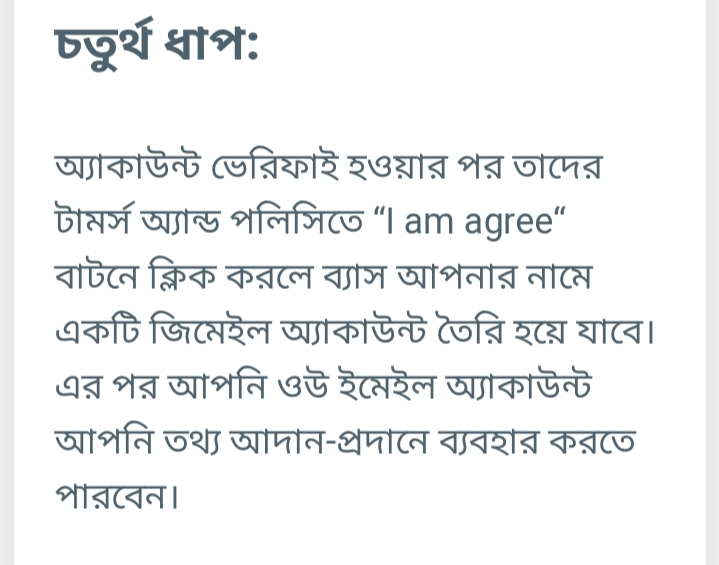 চতুর্থ ধাপ:
অ্যাকাউন্ট ভেরিফাই হওয়ার পর তাদের
টামর্স অ্যান্ড পলিসিতে “I am agree“
বাটনে ক্লিক করলে ব্যাস আপনার নামে
একটি জিমেইল অ্যাকাউন্ট তৈরি হয়ে যাবে।
এর পর আপনি ওউ ইমেইল অ্যাকাউন্ট
আপনি তথ্য আদান-প্রদানে ব্যবহার করতে
পারবেন।